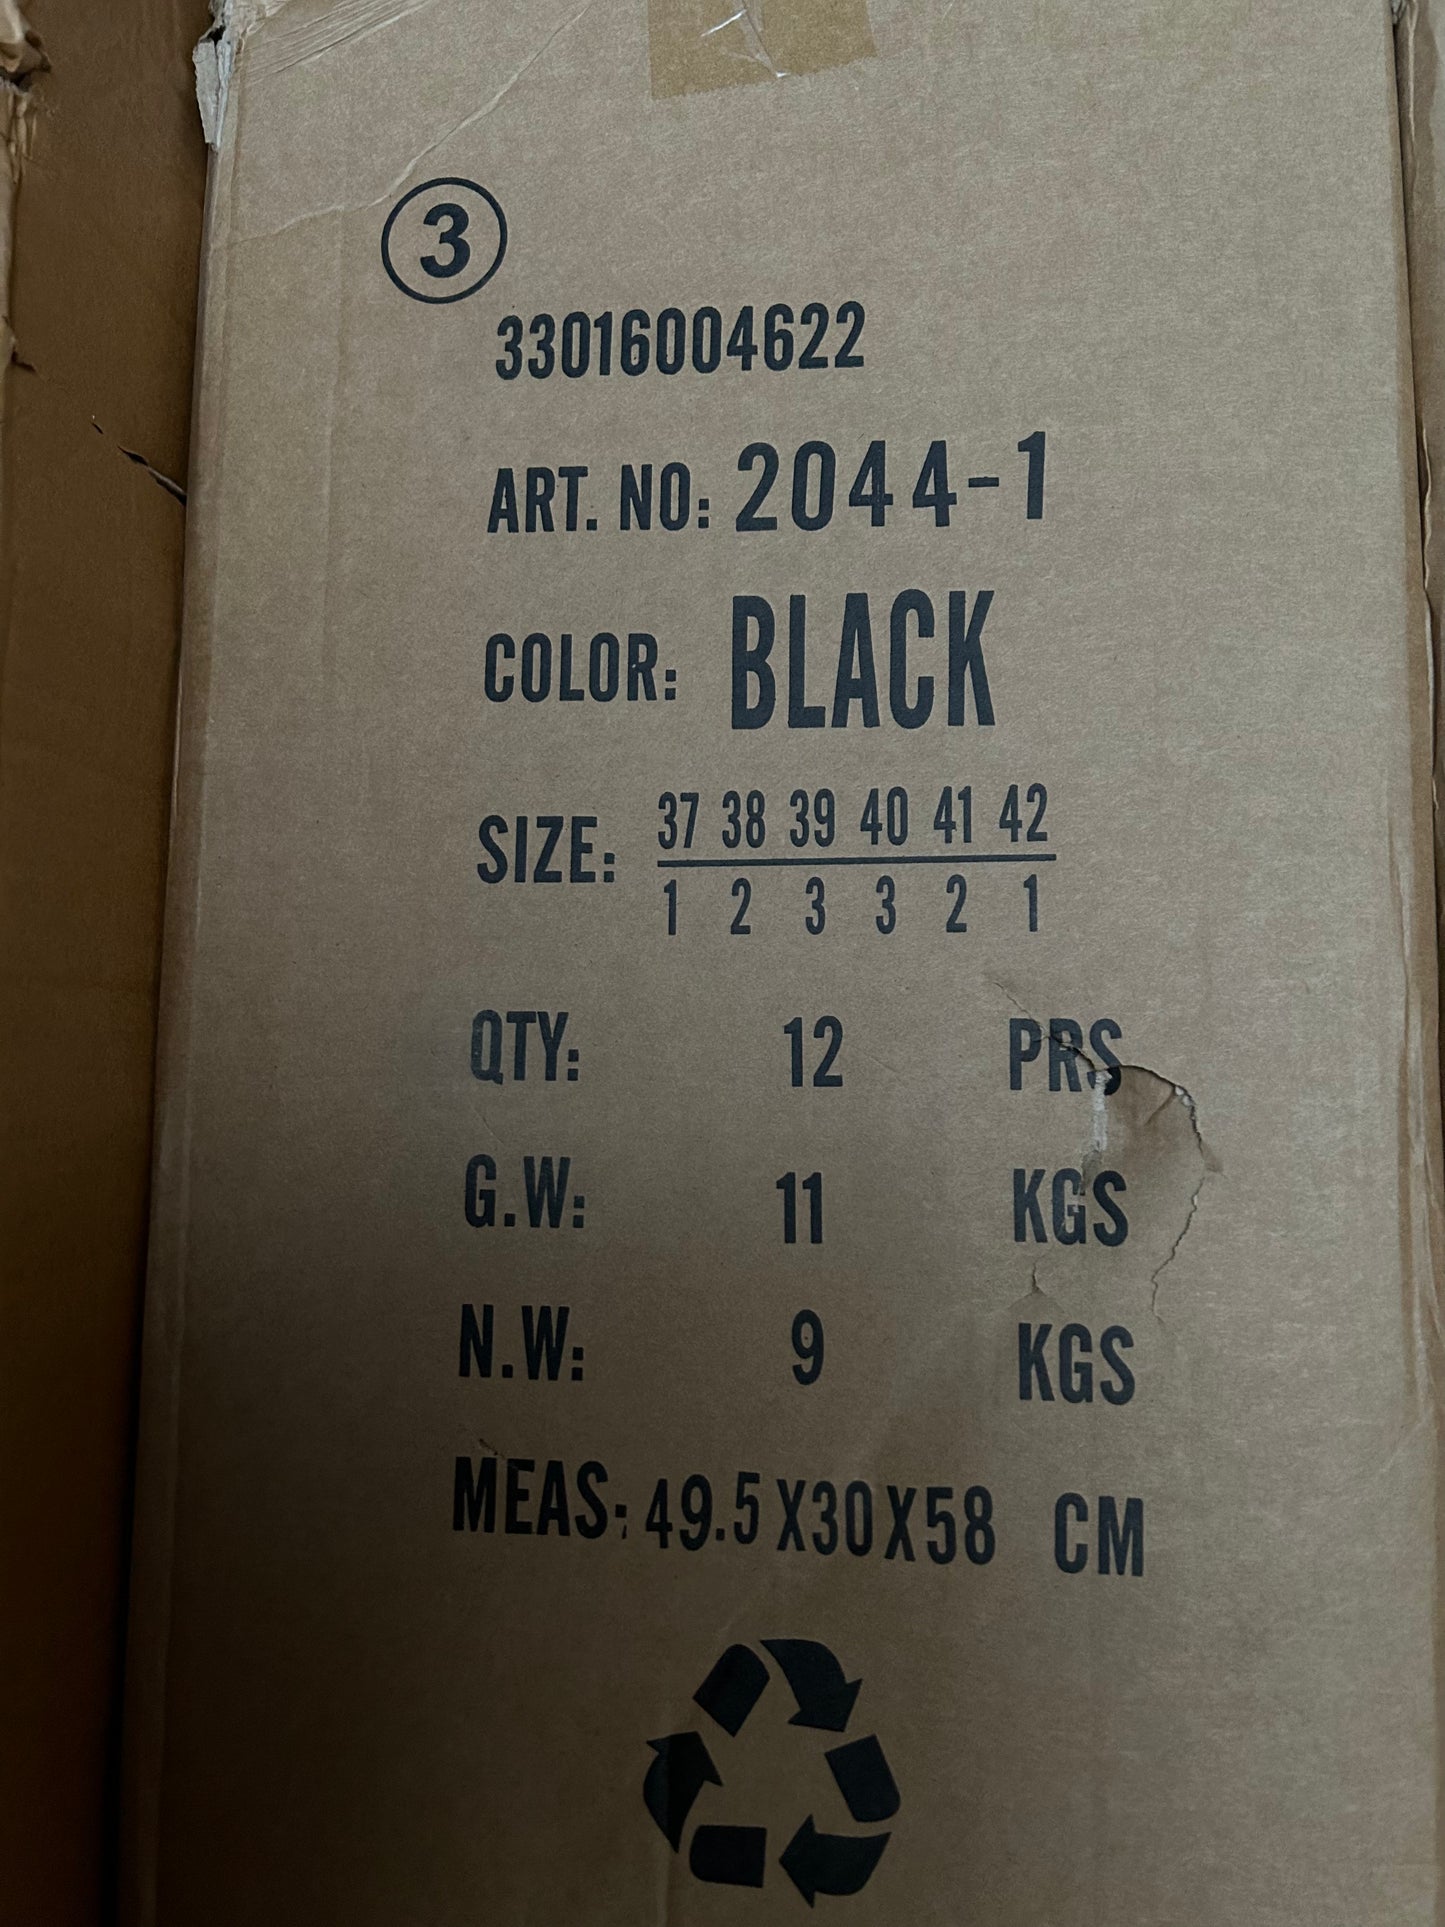 3
33016004622
ART. NO: 2044-1
COLOR: BLACK
SIZE: 37 38 39 40 41 42
1 2 3 3 2 1
QTY: 12 PRS
G.W: 11 KGS
N.W: 9 KGS
MEAS: 49.5X30X58 CM